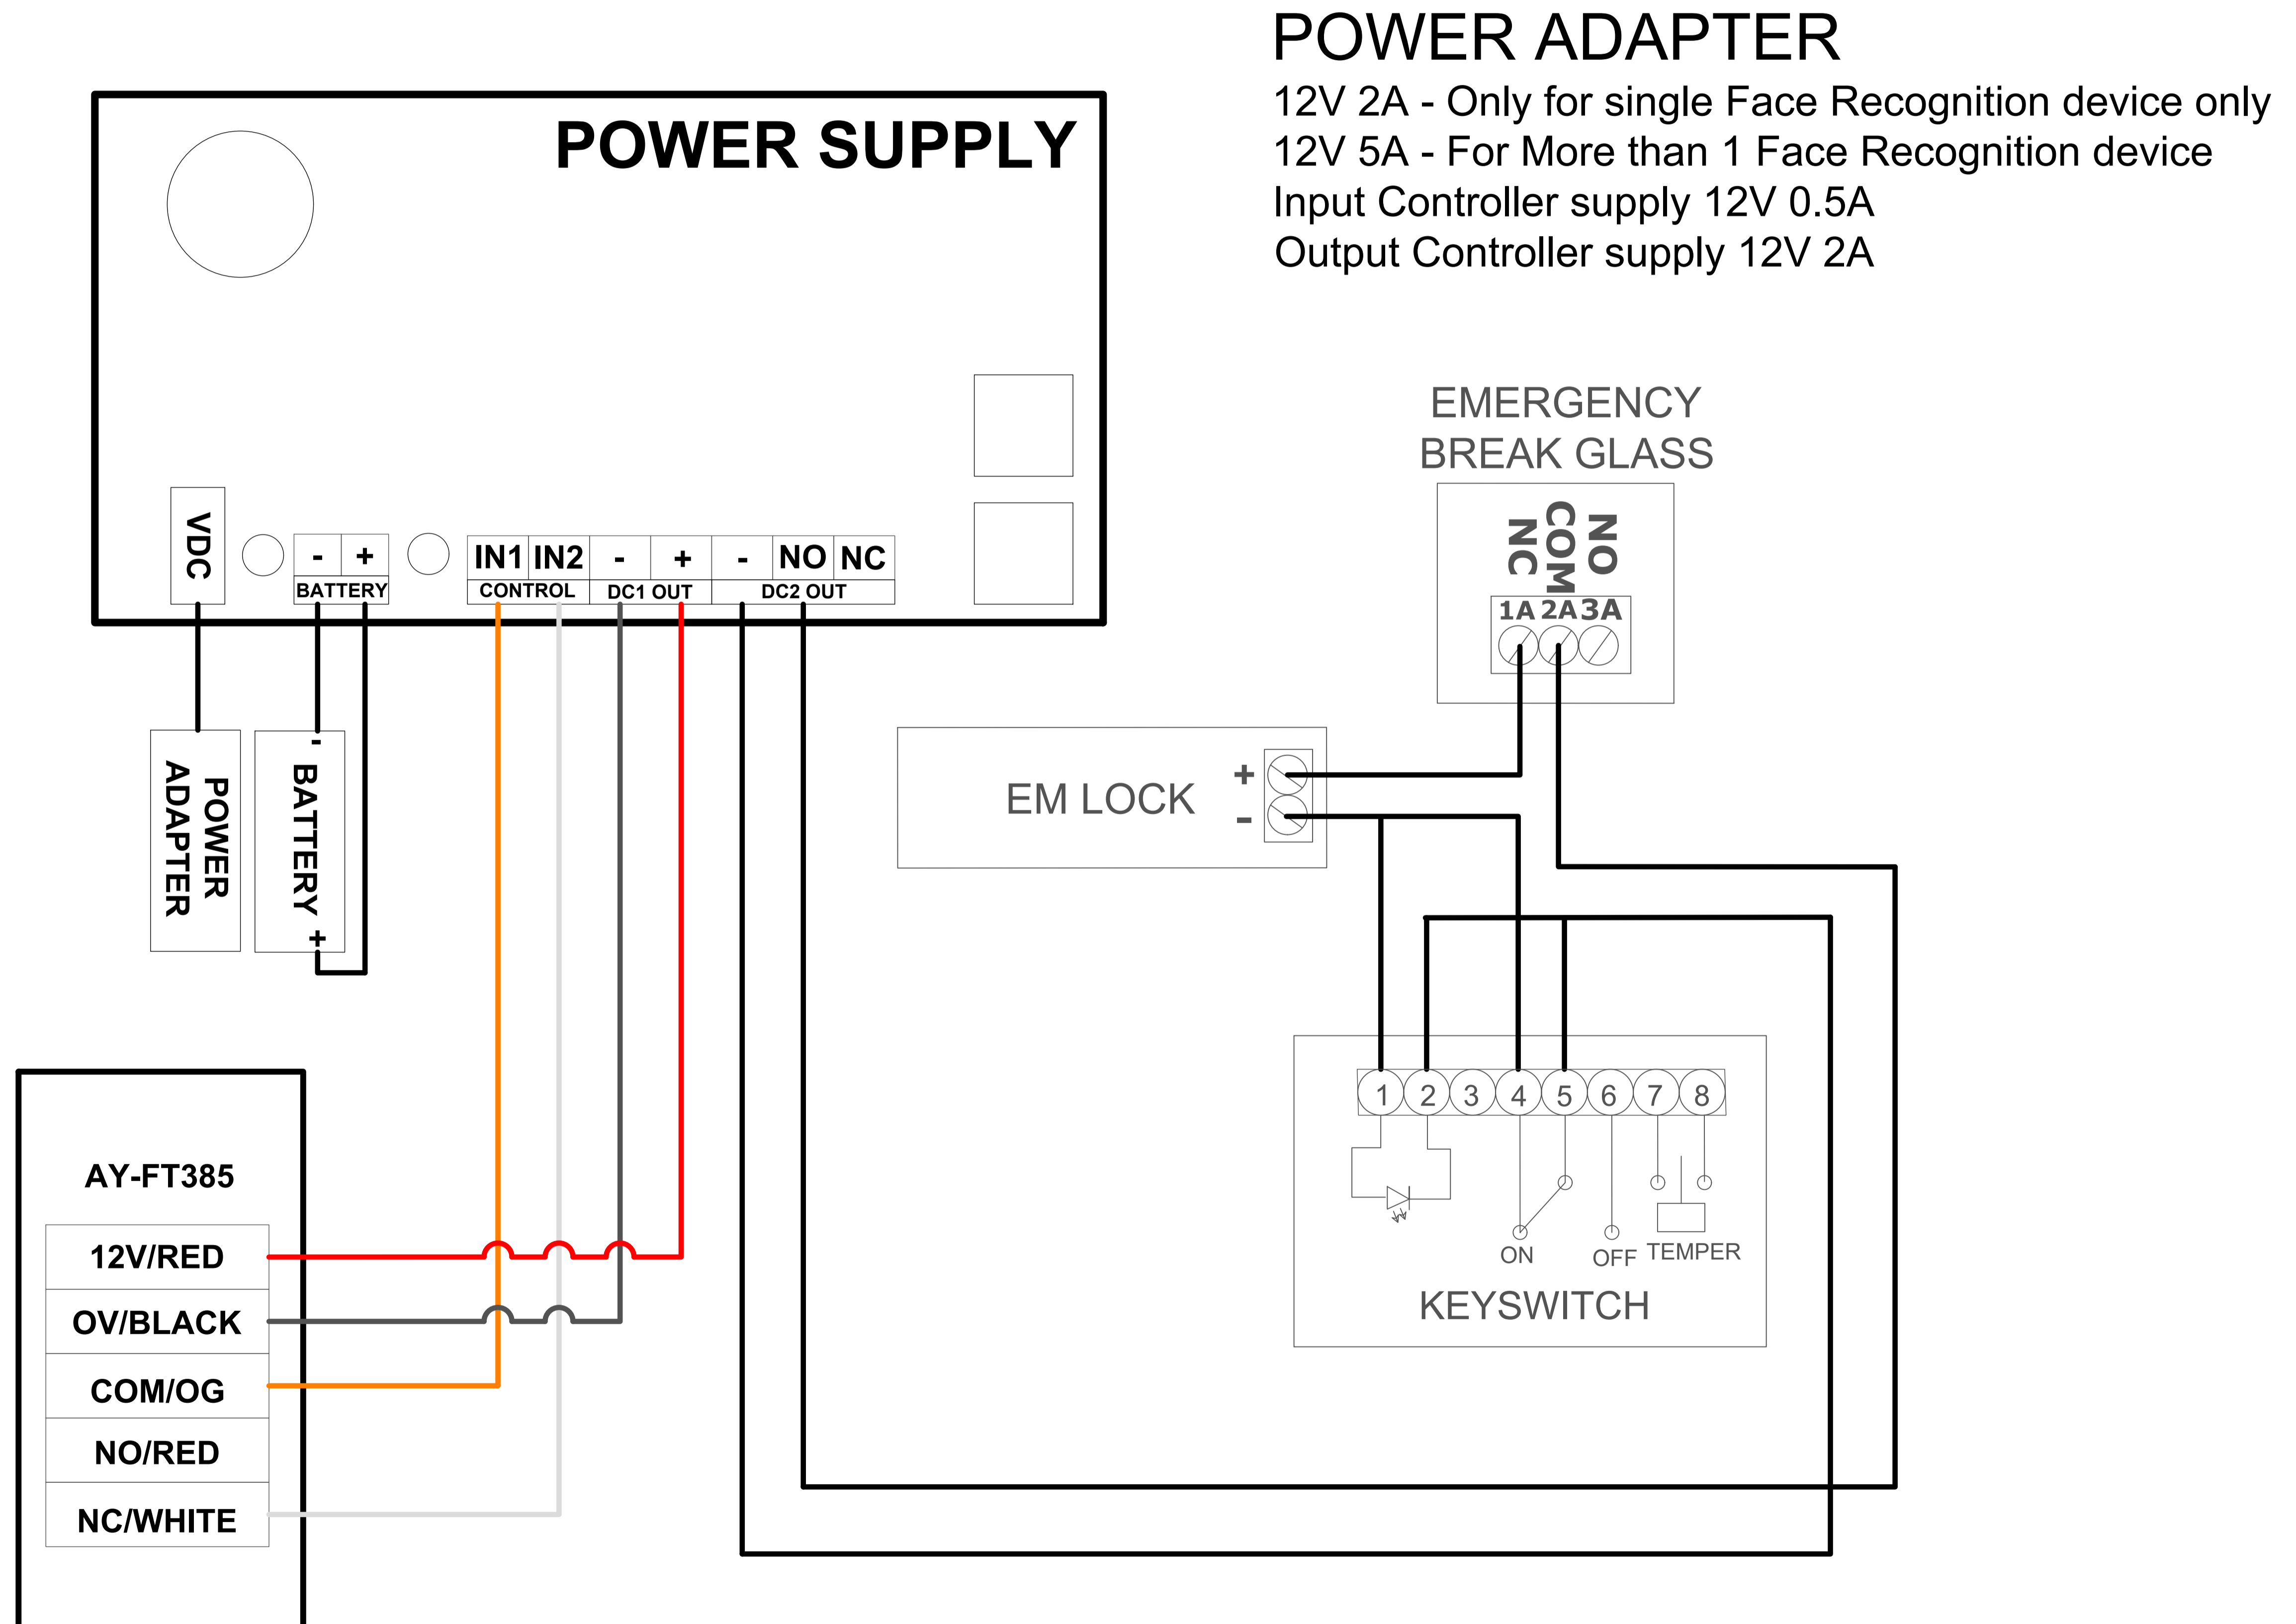 POWER ADAPTER
12V 2A - Only for single Face Recognition device only
12V 5A - For More than 1 Face Recognition device
Input Controller supply 12V 0.5A
Output Controller supply 12V 2A
POWER SUPPLY
VDC
- +
BATTERY
IN1 IN2 - + - NO NC
CONTROL DC1 OUT DC2 OUT
POWER
ADAPTER
- BATTERY +
EMERGENCY
BREAK GLASS
NC COM NO
1A 2A 3A
EM LOCK
+
-
1 2 3 4 5 6 7 8
ON OFF TEMPER
KEYSWITCH
AY-FT385
12V/RED
OV/BLACK
COM/OG
NO/RED
NC/WHITE